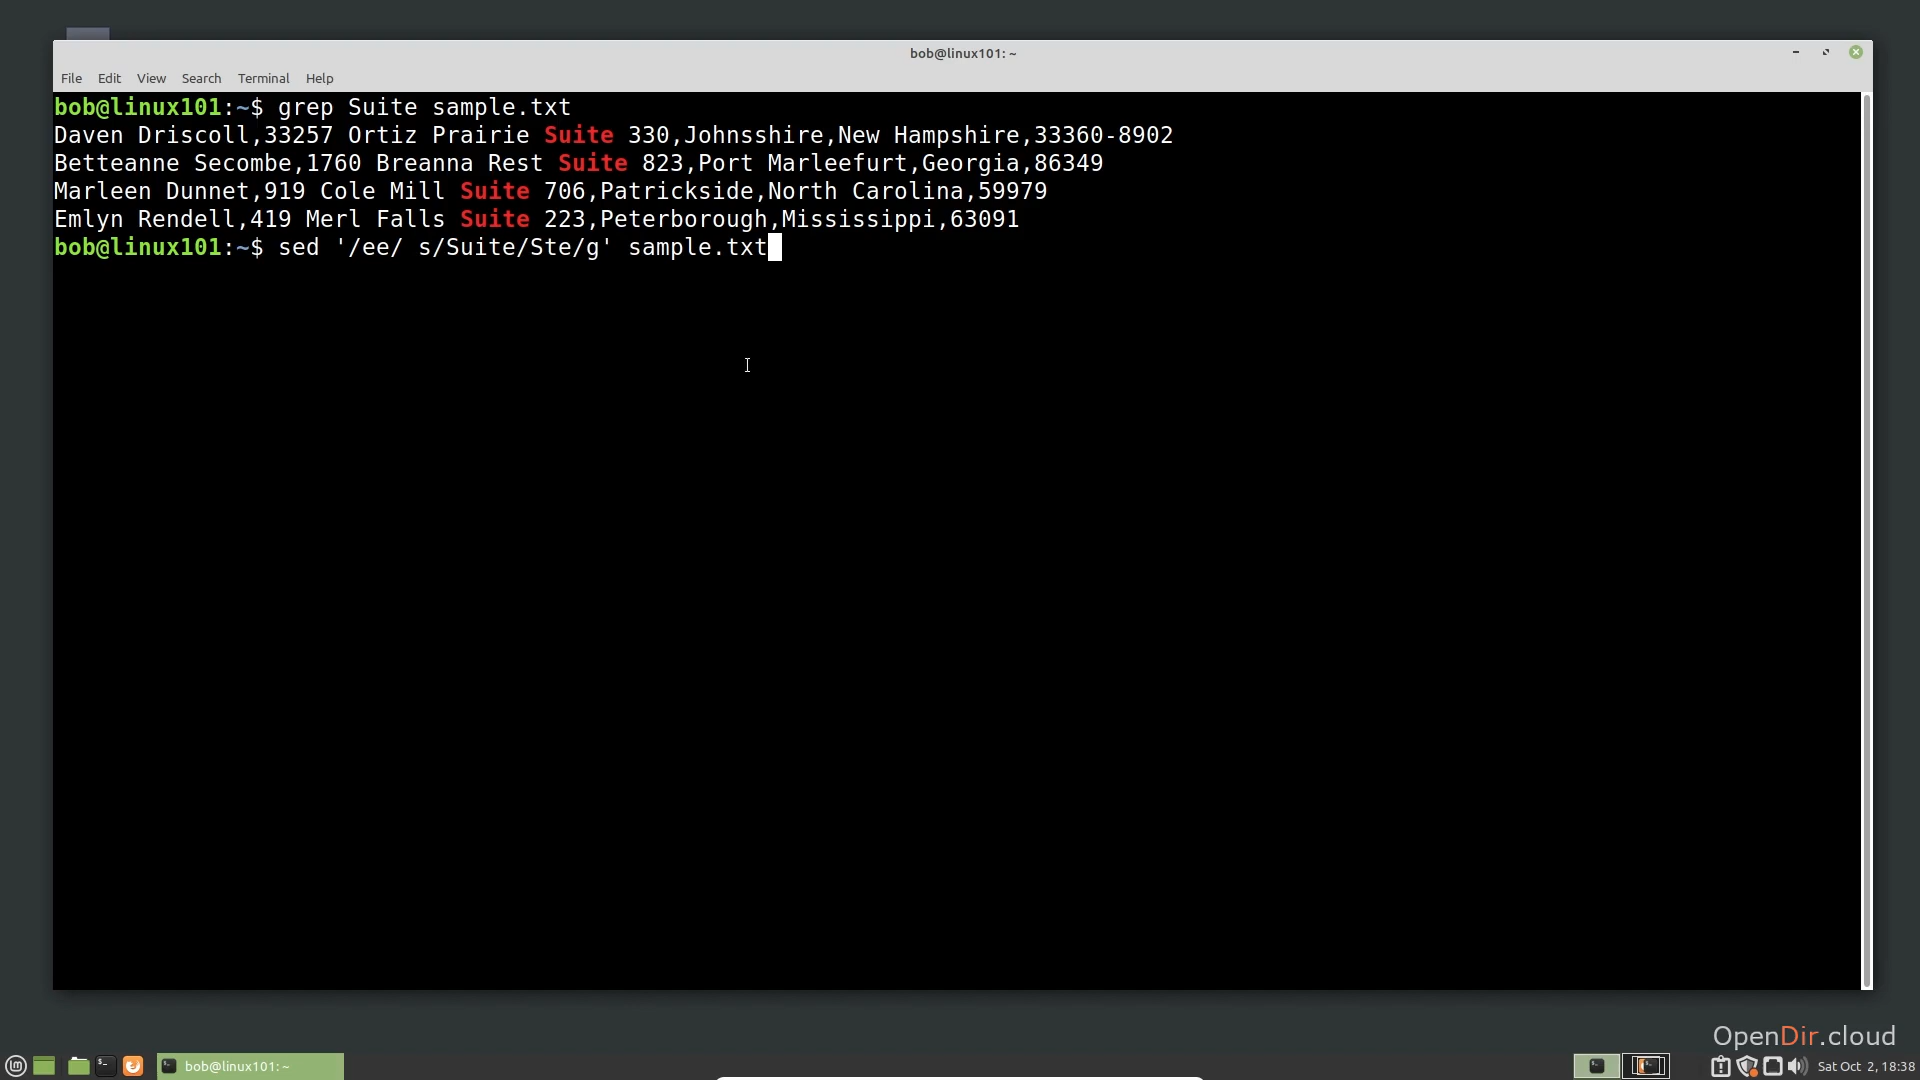 bob@linux101: ~
File Edit View Search Terminal Help
bob@linux101:~$ grep Suite sample.txt
Daven Driscoll,33257 Ortiz Prairie Suite 330,Johnsshire,New Hampshire,33360-8902
Betteanne Secombe,1760 Breanna Rest Suite 823,Port Marleefurt,Georgia,86349
Marleen Dunnet,919 Cole Mill Suite 706,Patrickside,North Carolina,59979
Emlyn Rendell,419 Merl Falls Suite 223,Peterborough,Mississippi,63091
bob@linux101:~$ sed '/ee/ s/Suite/Ste/g' sample.txt
OpenDir.cloud
bob@linux101: ~
Sat Oct 2, 18:38